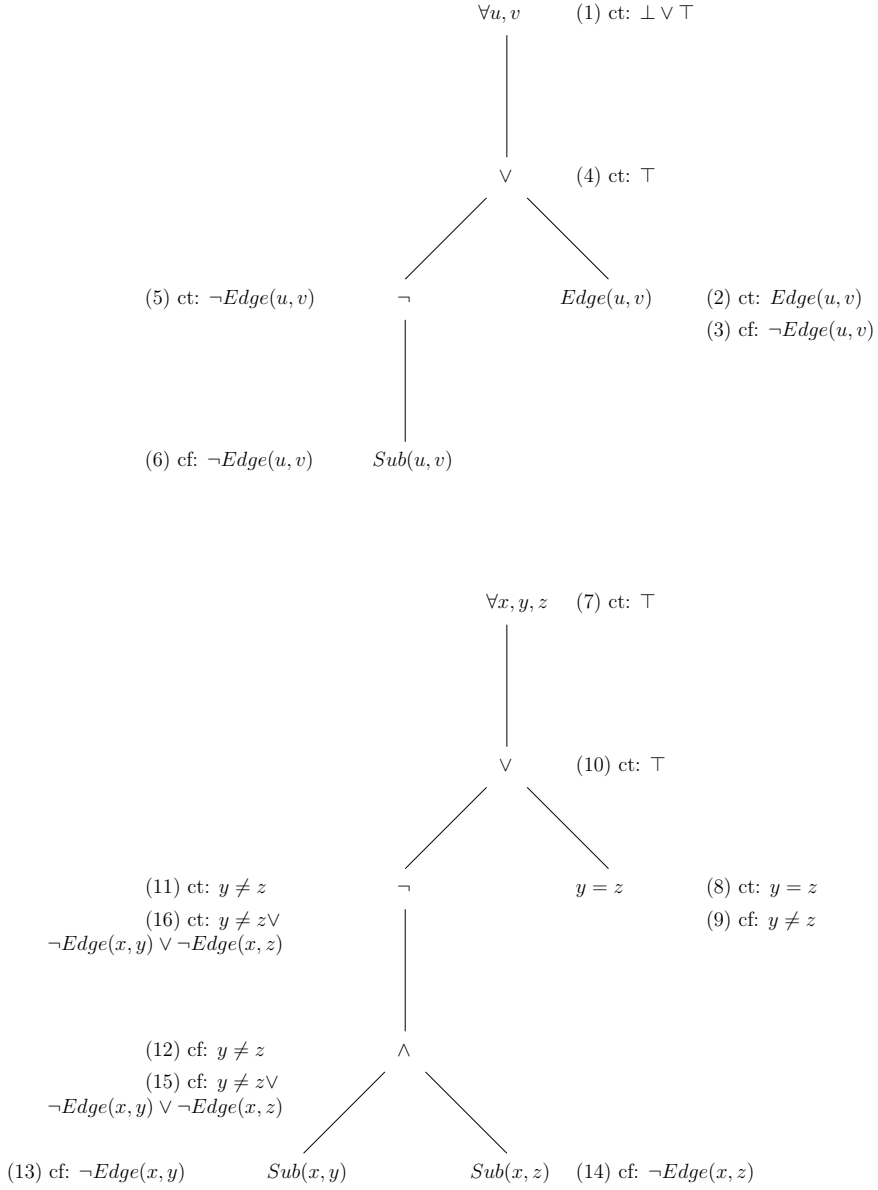 ∀u, v (1) ct: ⊥ ∨ ⊤
∨ (4) ct: ⊤
(5) ct: ¬Edge(u, v) ¬ Edge(u, v) (2) ct: Edge(u, v)
(3) cf: ¬Edge(u, v)
(6) cf: ¬Edge(u, v) Sub(u, v)
∀x, y, z (7) ct: ⊤
∨ (10) ct: ⊤
(11) ct: y ≠ z ¬ y = z (8) ct: y = z
(16) ct: y ≠ z∨ (9) cf: y ≠ z
¬Edge(x, y) ∨ ¬Edge(x, z)
(12) cf: y ≠ z ∧
(15) cf: y ≠ z∨
¬Edge(x, y) ∨ ¬Edge(x, z)
(13) cf: ¬Edge(x, y) Sub(x, y) Sub(x, z) (14) cf: ¬Edge(x, z)